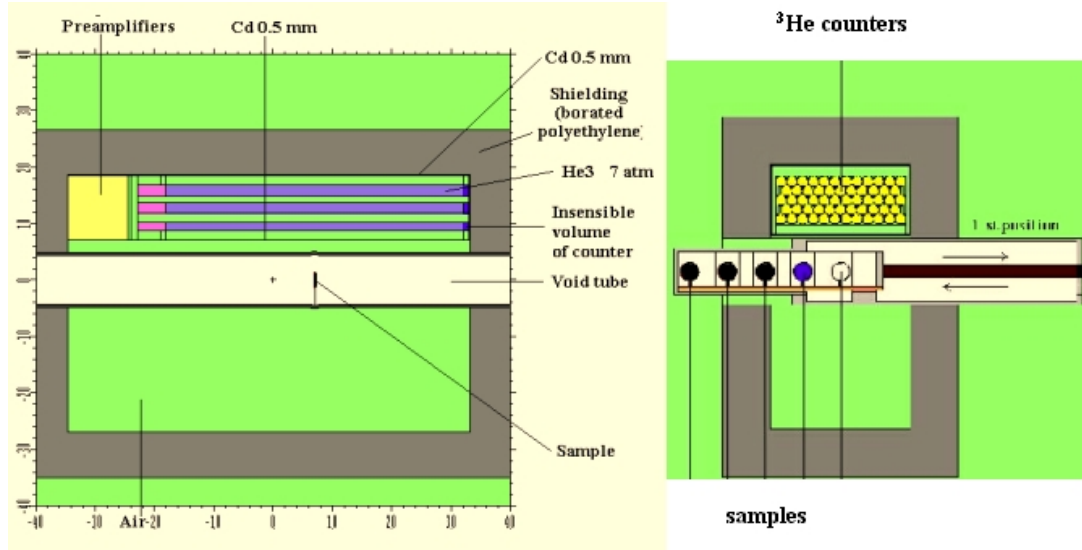 Preamplifiers
Cd 0.5 mm
Cd 0.5 mm
Shielding
(borated
polyethylene)
He3 7 atm
Insensible
volume
of counter
Void tube
Sample
Air
40
30
20
10
0
-10
-20
-30
-40
-40
-30
-20
-10
0
10
20
30
40
³He counters
1 st.position
samples